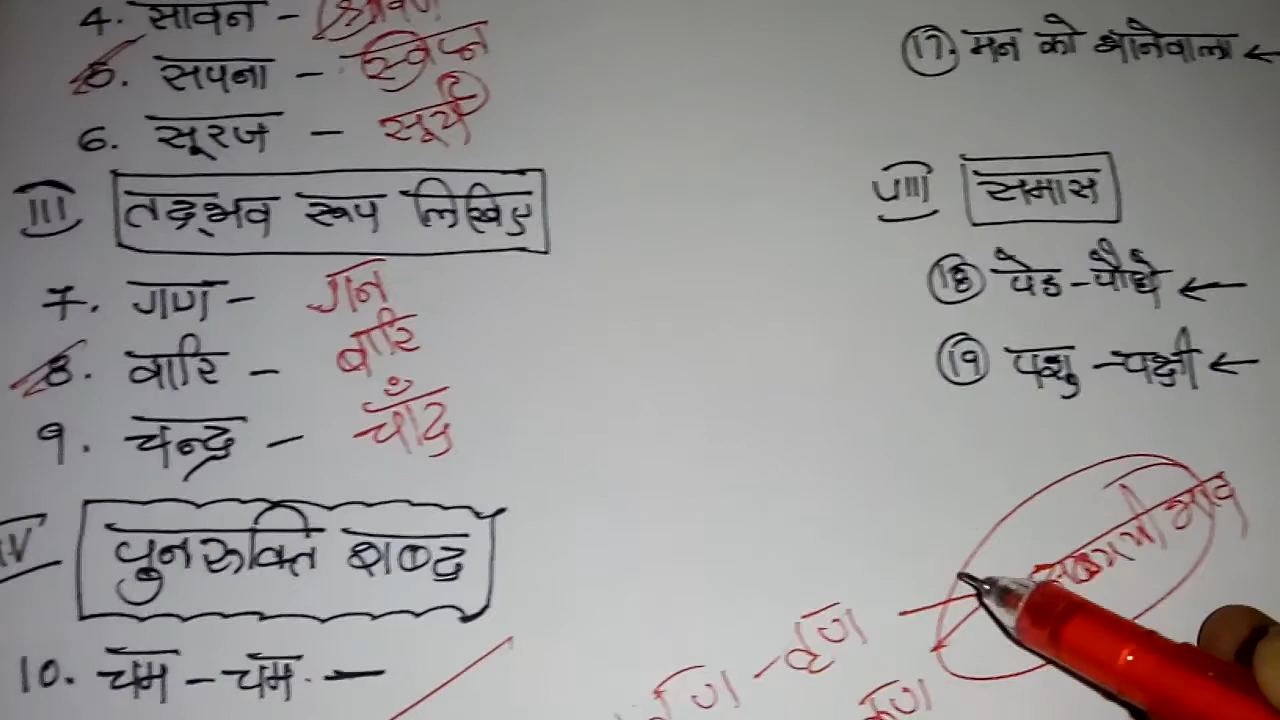 4. सावन -
5. सपना - स्वप्न
6. सूरज - सूर्य
III तद्भव रूप लिखिए
7. गण - गन
8. वारि - बारि
9. चन्द्र - चाँद
IV पुनरुक्ति शब्द
10. चम - चम -
17. मन को भानेवाला ←
VIII समास
18 पेड-पौधे ←
19 पशु-पक्षी ←